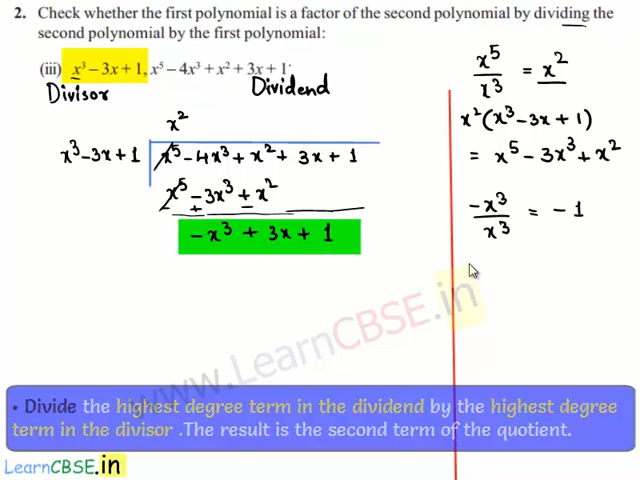 2. Check whether the first polynomial is a factor of the second polynomial by dividing the
second polynomial by the first polynomial:
(iii) x³ – 3x + 1, x⁵ – 4x³ + x² + 3x + 1·
Divisor Dividend
x²
x³ – 3x + 1 x⁵ – 4x³ + x² + 3x + 1
x⁵ – 3x³ + x²
+ –
– x³ + 3x + 1
x⁵/x³ = x²
x²(x³ – 3x + 1)
= x⁵ – 3x³ + x²
–x³/x³ = – 1
www.LearnCBSE.in
• Divide the highest degree term in the dividend by the highest degree
term in the divisor .The result is the second term of the quotient.
LearnCBSE.in